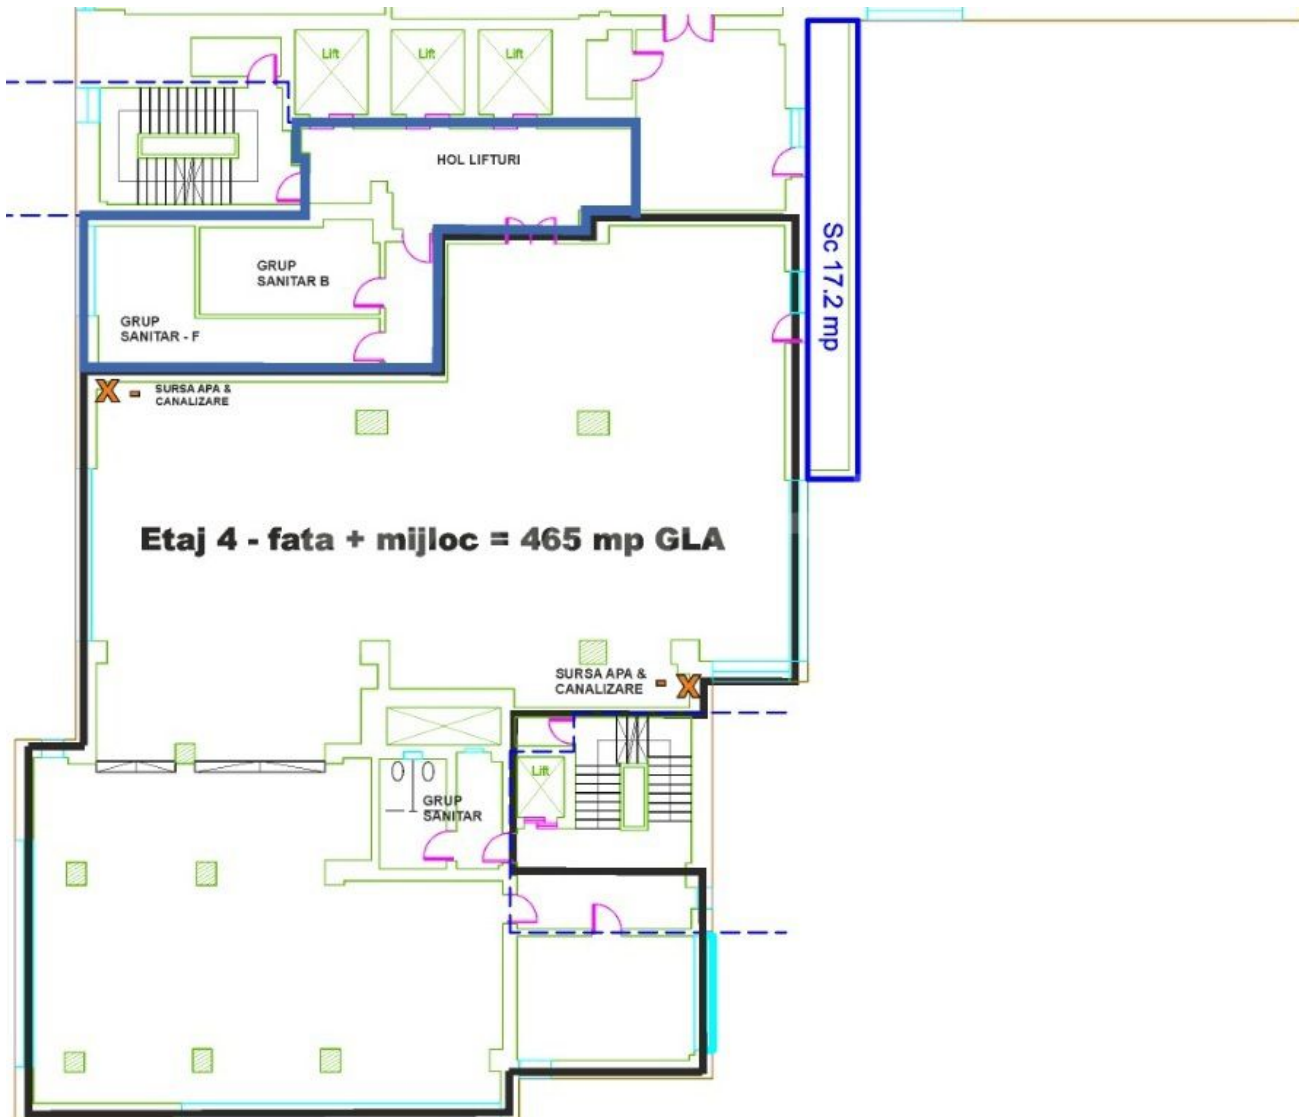 Lift
Lift
Lift
HOL LIFTURI
GRUP
SANITAR B
GRUP
SANITAR - F
Sc 17.2 mp
X - SURSA APA &
CANALIZARE
Etaj 4 - fata + mijloc = 465 mp GLA
SURSA APA &
CANALIZARE - X
Lift
GRUP
SANITAR